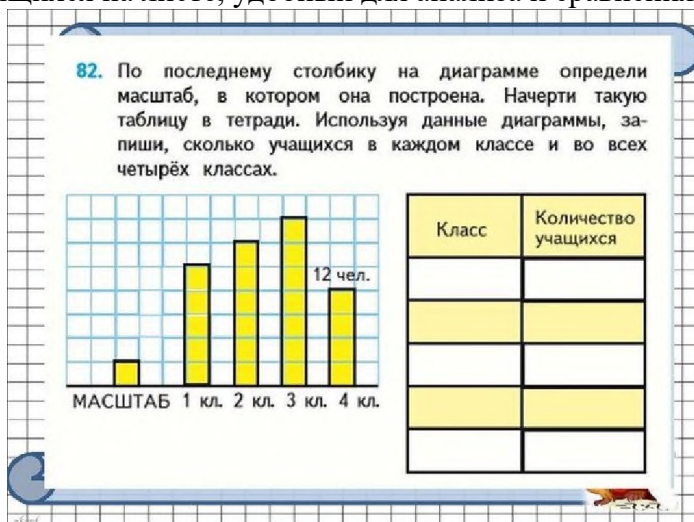 82. По последнему столбику на диаграмме определи
масштаб, в котором она построена. Начерти такую
таблицу в тетради. Используя данные диаграммы, за-
пиши, сколько учащихся в каждом классе и во всех
четырёх классах.
12 чел.
МАСШТАБ 1 кл. 2 кл. 3 кл. 4 кл.
Класс
Количество
учащихся